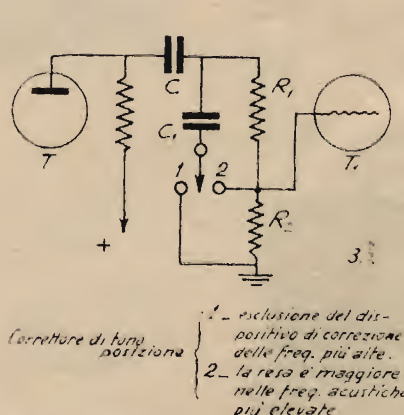 C
R₁
C₁
T
T₁
1 2
R₂
+
3.
Correttore di tono
posizione
1 _ esclusione del dis-
positivo di correzione
delle freq. più alte.
2 _ la resa è maggiore
nelle freq. acustiche
più elevate